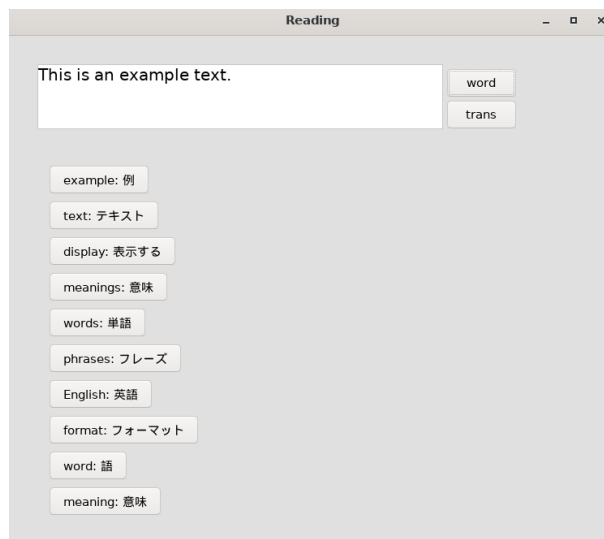 Reading
This is an example text.
word
trans
example: 例
text: テキスト
display: 表示する
meanings: 意味
words: 単語
phrases: フレーズ
English: 英語
format: フォーマット
word: 語
meaning: 意味